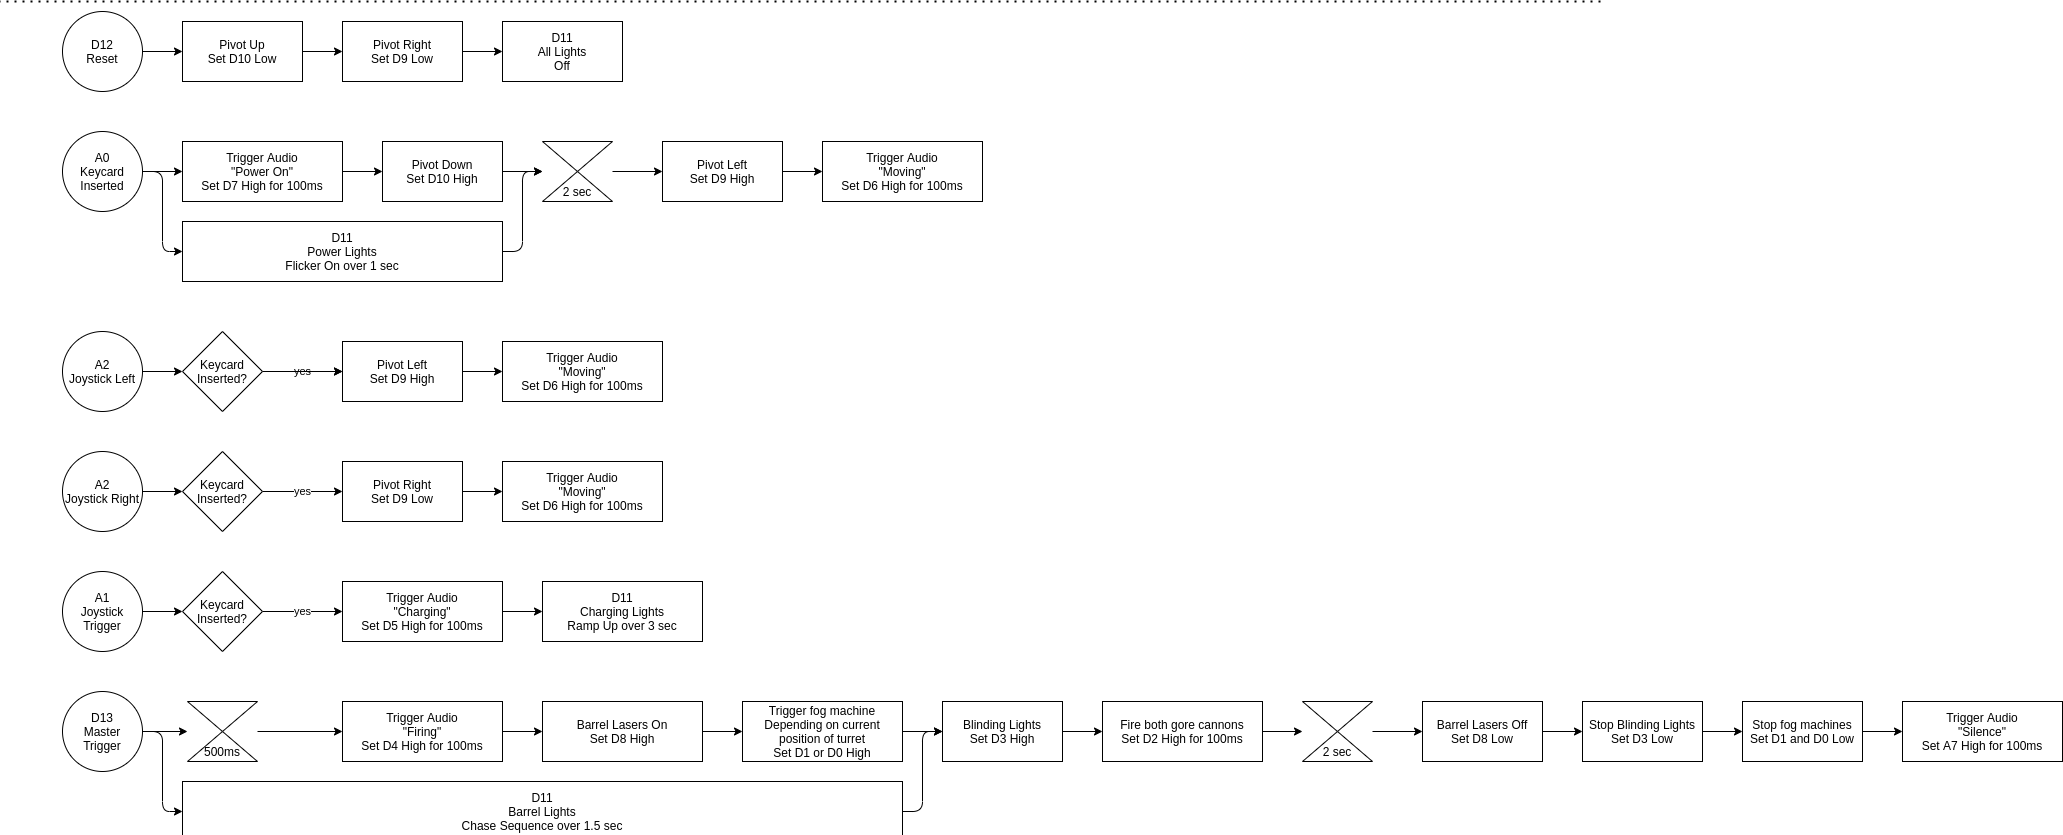 D12
Reset
Pivot Up
Set D10 Low
Pivot Right
Set D9 Low
D11
All Lights
Off
A0
Keycard
Inserted
Trigger Audio
"Power On"
Set D7 High for 100ms
Pivot Down
Set D10 High
2 sec
Pivot Left
Set D9 High
Trigger Audio
"Moving"
Set D6 High for 100ms
D11
Power Lights
Flicker On over 1 sec
A2
Joystick Left
Keycard
Inserted?
yes
Pivot Left
Set D9 High
Trigger Audio
"Moving"
Set D6 High for 100ms
A2
Joystick Right
Keycard
Inserted?
yes
Pivot Right
Set D9 Low
Trigger Audio
"Moving"
Set D6 High for 100ms
A1
Joystick
Trigger
Keycard
Inserted?
yes
Trigger Audio
"Charging"
Set D5 High for 100ms
D11
Charging Lights
Ramp Up over 3 sec
D13
Master
Trigger
500ms
Trigger Audio
"Firing"
Set D4 High for 100ms
Barrel Lasers On
Set D8 High
Trigger fog machine
Depending on current
position of turret
Set D1 or D0 High
Blinding Lights
Set D3 High
Fire both gore cannons
Set D2 High for 100ms
2 sec
Barrel Lasers Off
Set D8 Low
Stop Blinding Lights
Set D3 Low
Stop fog machines
Set D1 and D0 Low
Trigger Audio
"Silence"
Set A7 High for 100ms
D11
Barrel Lights
Chase Sequence over 1.5 sec